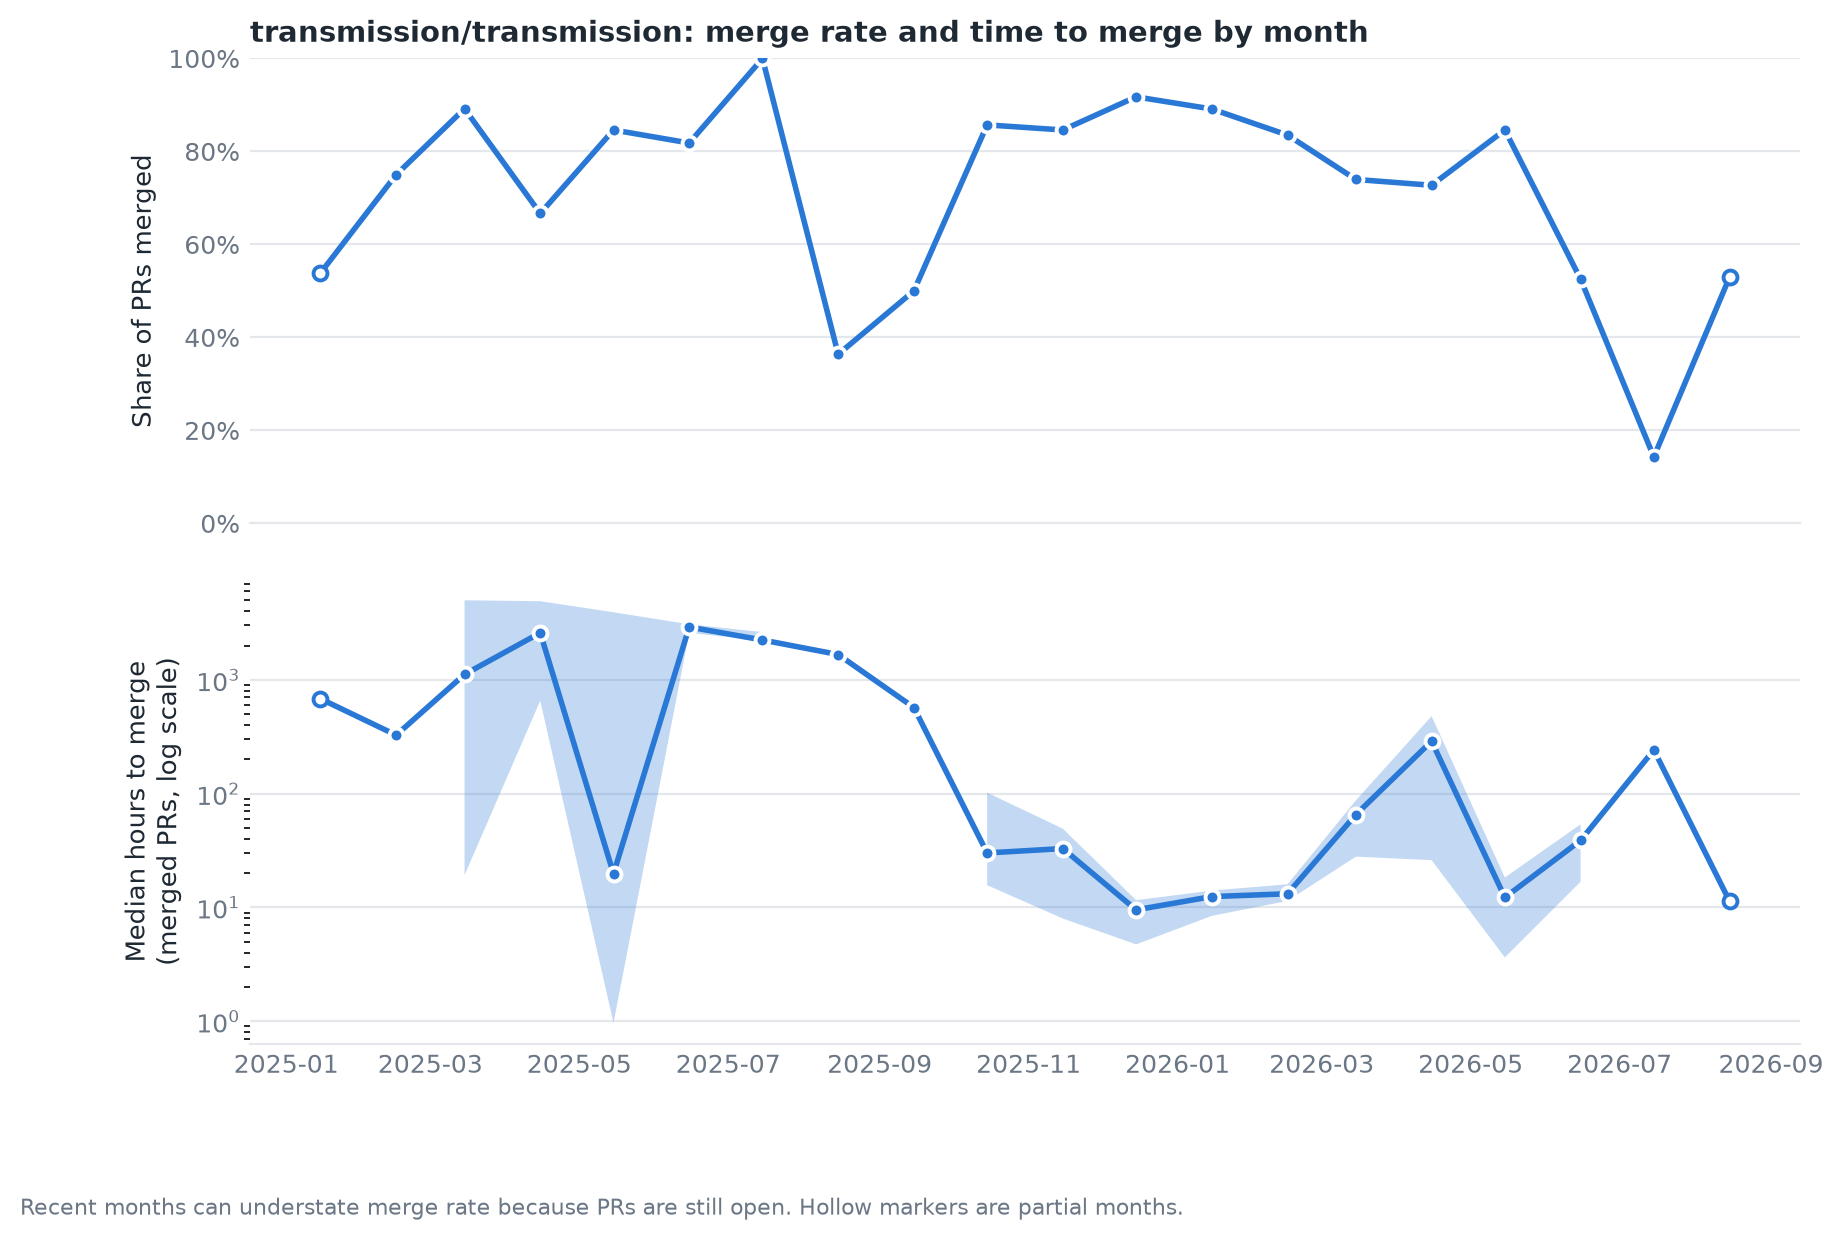 transmission/transmission: merge rate and time to merge by month
100%
80%
60%
40%
20%
0%
Share of PRs merged
10³
10²
10¹
10⁰
Median hours to merge
(merged PRs, log scale)
2025-01 2025-03 2025-05 2025-07 2025-09 2025-11 2026-01 2026-03 2026-05 2026-07 2026-09
Recent months can understate merge rate because PRs are still open. Hollow markers are partial months.